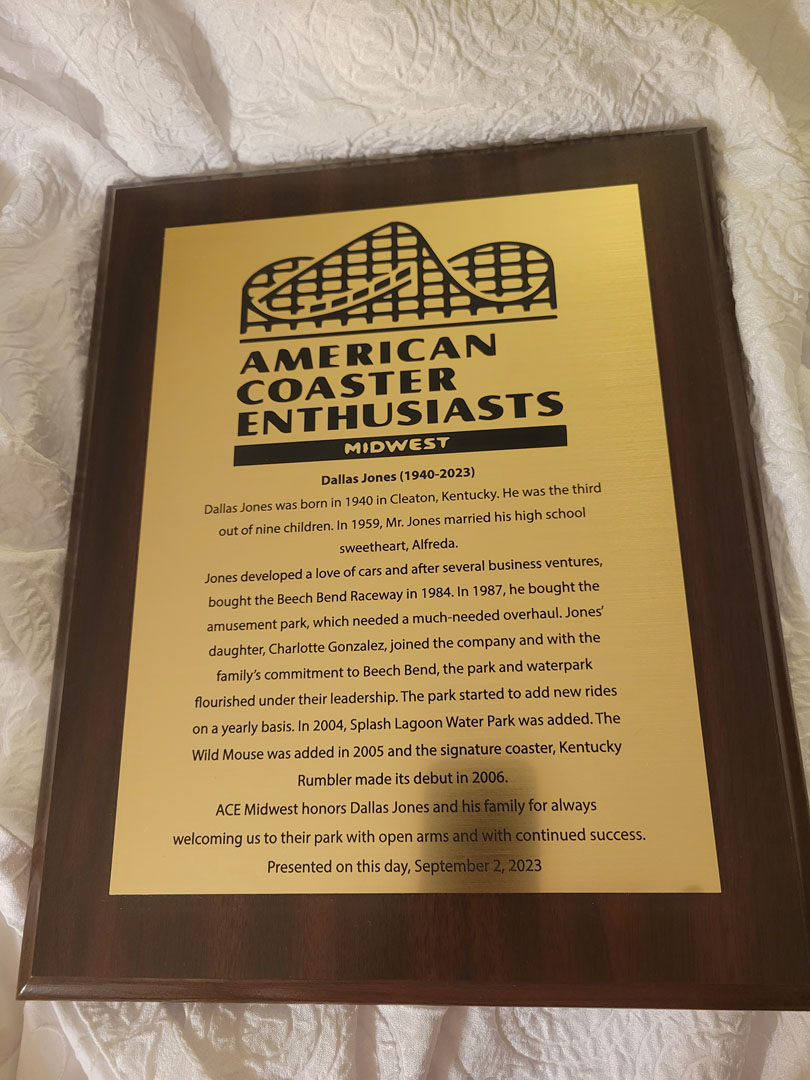 AMERICAN
COASTER
ENTHUSIASTS
MIDWEST
Dallas Jones (1940-2023)
Dallas Jones was born in 1940 in Cleaton, Kentucky. He was the third
out of nine children. In 1959, Mr. Jones married his high school
sweetheart, Alfreda.
Jones developed a love of cars and after several business ventures,
bought the Beech Bend Raceway in 1984. In 1987, he bought the
amusement park, which needed a much-needed overhaul. Jones’
daughter, Charlotte Gonzalez, joined the company and with the
family’s commitment to Beech Bend, the park and waterpark
flourished under their leadership. The park started to add new rides
on a yearly basis. In 2004, Splash Lagoon Water Park was added. The
Wild Mouse was added in 2005 and the signature coaster, Kentucky
Rumbler made its debut in 2006.
ACE Midwest honors Dallas Jones and his family for always
welcoming us to their park with open arms and with continued success.
Presented on this day, September 2, 2023